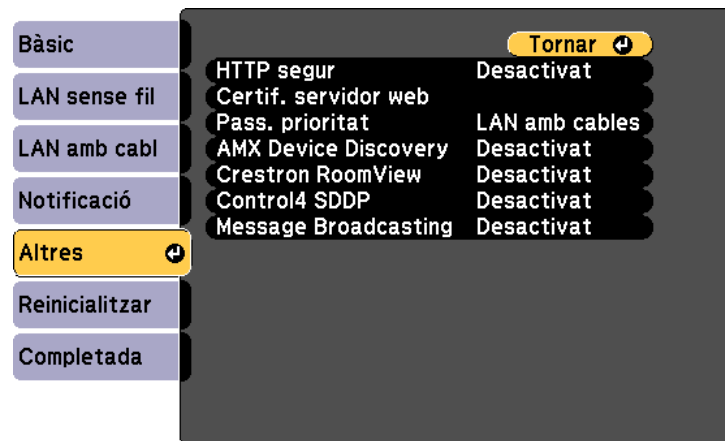 Bàsic
LAN sense fil
LAN amb cabl
Notificació
Altres
Reinicialitzar
Completada
Tornar
HTTP segur Desactivat
Certif. servidor web
Pass. prioritat LAN amb cables
AMX Device Discovery Desactivat
Crestron RoomView Desactivat
Control4 SDDP Desactivat
Message Broadcasting Desactivat